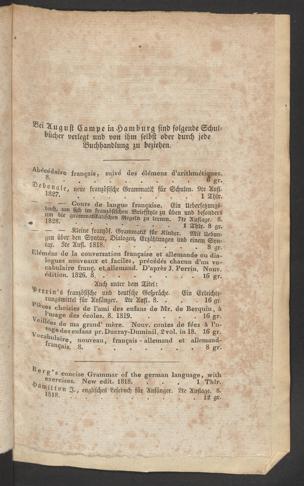 Bei August Campe in Hamburg sind folgende Schul-
bücher verlegt und von ihm selbst oder durch jede
Buchhandlung zu beziehen.
Abécédaire français, suivi des élémens d'arithmétiques.
8. 6 gr.
Debonale, neue französische Grammatik für Schulen. 9te Aufl.
1827. 1 Thlr.
— — Cours de langue française. Ein Uebersetzungs-
buch, um sich im französischen Briefstyle zu üben und besonders
um die grammatikalischen Regeln zu lernen. 7te Auflage. 8.
1828. 1 Thlr. 8 gr.
— — Kleine französ. Grammatik für Kinder. Mit Uebun-
gen über den Syntax, Dialogen, Erzählungen und einem
3te Aufl. 1818. 8 gr.
Elémens de la conversation française et allemande ou dia-
logues nouveaux et faciles, précédés chacun d'un vo-
cabulaire franç. et allemand. D'après J. Perrin. Nouv.
édition. 1826. 8. 16 gr.
Auch unter dem Titel:
Perrin's französische und deutsche Gespräche. Ein Erleichte-
rungsmittel für Anfänger. Aufl. 8. 16 gr.
Pièces choisies de l'ami des enfans de Mr. de Berquin, à
l'usage des écoles. 8. 1819. 16 gr.
Veillées de ma grand' mère. Nouv. contes de fées à l'u-
sage des enfans pr. Ducray-Duminil, 2 vol. in 18. 16 gr.
Vocabulaire, nouveau, français-allemand et allemand-
français. 8. 8 gr.
Berg's concise Grammar of the german language, with
exercises. New edit. 1818. 1 Thlr.
J., englisches Lesebuch für Anfänger. 2te Auflage. 8.
1818. 12 gr.